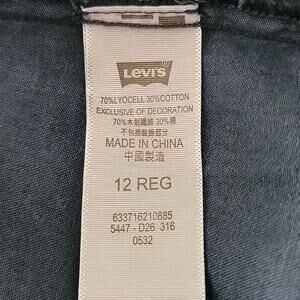 LEVI'S
70%LYOCELL 30%COTTON
EXCLUSIVE OF DECORATION
70%木制纖維 30%棉
不包括裝飾部分
MADE IN CHINA
中國製造
12 REG
633716210885
5447 - D26 316
0532